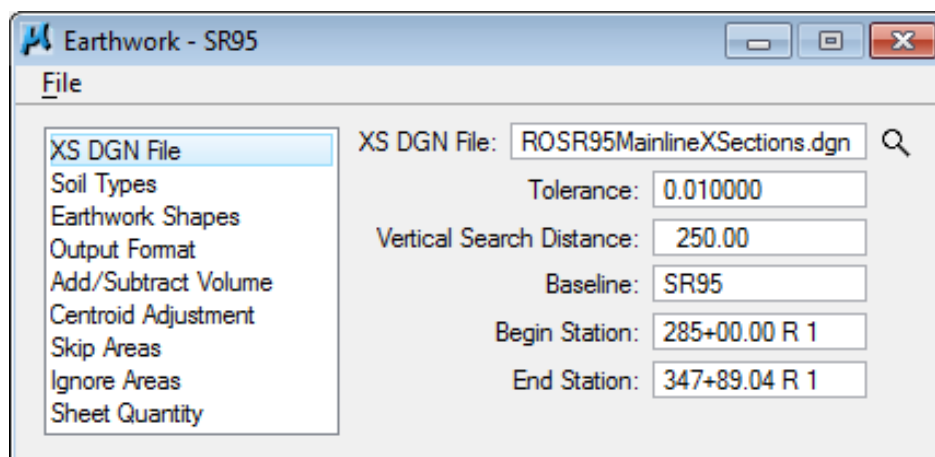 Earthwork - SR95
File
XS DGN File
Soil Types
Earthwork Shapes
Output Format
Add/Subtract Volume
Centroid Adjustment
Skip Areas
Ignore Areas
Sheet Quantity
XS DGN File: ROSR95MainlineXSections.dgn
Tolerance: 0.010000
Vertical Search Distance: 250.00
Baseline: SR95
Begin Station: 285+00.00 R 1
End Station: 347+89.04 R 1